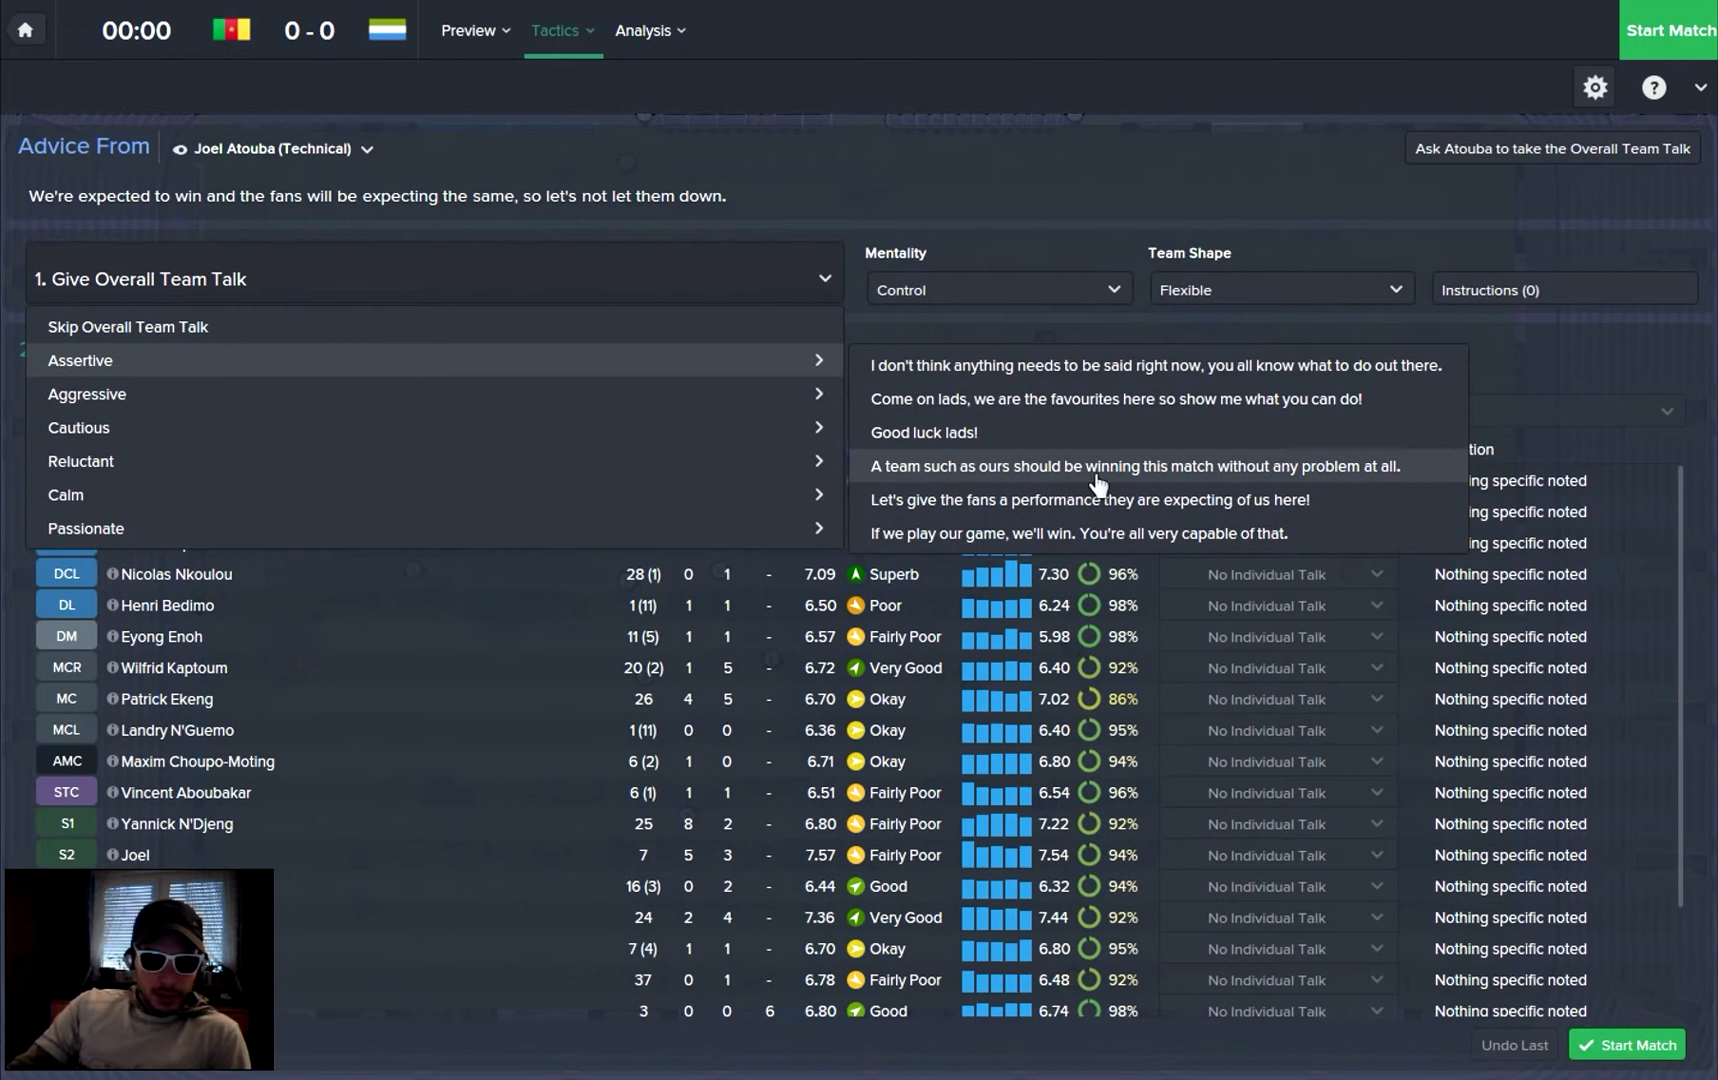 00:00 0 - 0 Preview Tactics Analysis Start Match
?
Advice From Joel Atouba (Technical) Ask Atouba to take the Overall Team Talk
We're expected to win and the fans will be expecting the same, so let's not let them down.
Mentality Team Shape
1. Give Overall Team Talk Control Flexible Instructions (0)
Skip Overall Team Talk
Assertive
Aggressive
Cautious
Reluctant
Calm
Passionate
I don't think anything needs to be said right now, you all know what to do out there.
Come on lads, we are the favourites here so show me what you can do!
Good luck lads!
A team such as ours should be winning this match without any problem at all.
Let's give the fans a performance they are expecting of us here!
If we play our game, we'll win. You're all very capable of that.
tion
ng specific noted
ng specific noted
ng specific noted
DCL Nicolas Nkoulou 28 (1) 0 1 - 7.09 Superb 7.30 96% No Individual Talk Nothing specific noted
DL Henri Bedimo 1 (11) 1 1 - 6.50 Poor 6.24 98% No Individual Talk Nothing specific noted
DM Eyong Enoh 11 (5) 1 1 - 6.57 Fairly Poor 5.98 98% No Individual Talk Nothing specific noted
MCR Wilfrid Kaptoum 20 (2) 1 5 - 6.72 Very Good 6.40 92% No Individual Talk Nothing specific noted
MC Patrick Ekeng 26 4 5 - 6.70 Okay 7.02 86% No Individual Talk Nothing specific noted
MCL Landry N'Guemo 1 (11) 0 0 - 6.36 Okay 6.40 95% No Individual Talk Nothing specific noted
AMC Maxim Choupo-Moting 6 (2) 1 0 - 6.71 Okay 6.80 94% No Individual Talk Nothing specific noted
STC Vincent Aboubakar 6 (1) 1 1 - 6.51 Fairly Poor 6.54 96% No Individual Talk Nothing specific noted
S1 Yannick N'Djeng 25 8 2 - 6.80 Fairly Poor 7.22 92% No Individual Talk Nothing specific noted
S2 Joel 7 5 3 - 7.57 Fairly Poor 7.54 94% No Individual Talk Nothing specific noted
16 (3) 0 2 - 6.44 Good 6.32 94% No Individual Talk Nothing specific noted
24 2 4 - 7.36 Very Good 7.44 92% No Individual Talk Nothing specific noted
7 (4) 1 1 - 6.70 Okay 6.80 95% No Individual Talk Nothing specific noted
37 0 1 - 6.78 Fairly Poor 6.48 92% No Individual Talk Nothing specific noted
3 0 0 6 6.80 Good 6.74 98% No Individual Talk Nothing specific noted
Undo Last Start Match